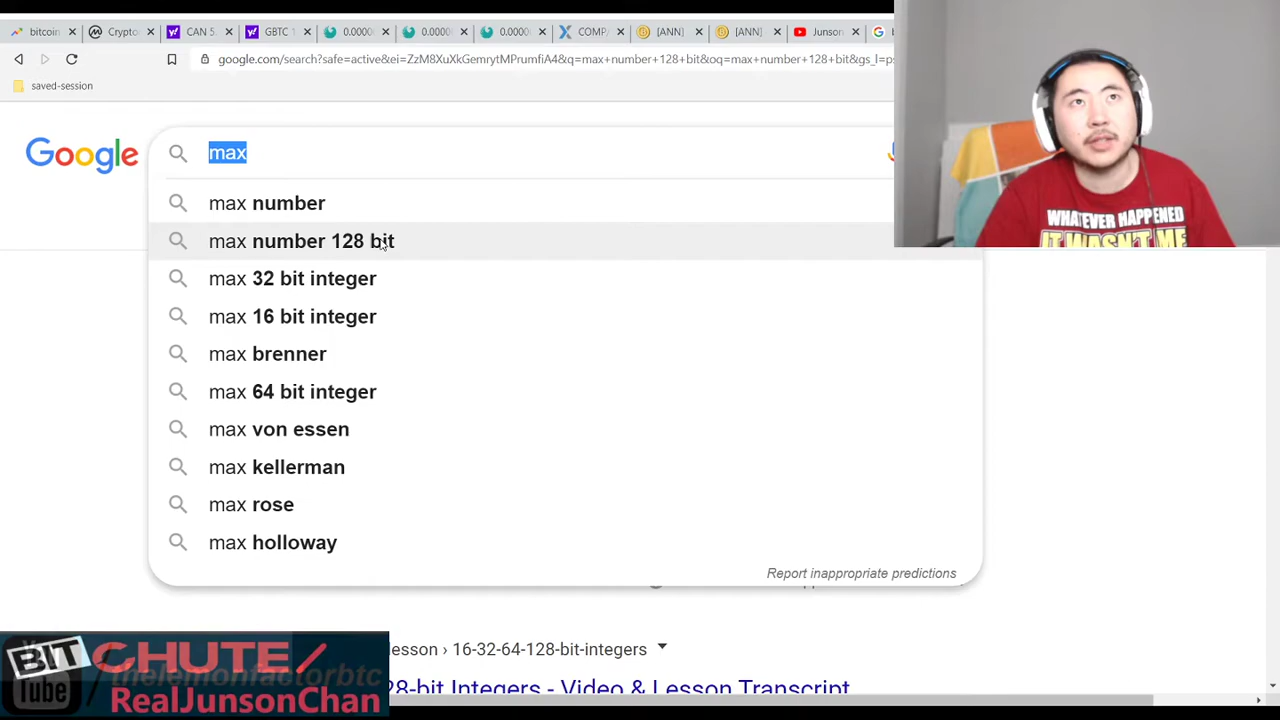 bitcoin
Crypto
CAN 5.
GBTC 1
0.0000
0.0000
0.0000
COMP
[ANN]
[ANN]
Junson
b
google.com/search?safe=active&ei=ZzM8XuXkGemrytMPrumfiA4&q=max+number+128+bit&oq=max+number+128+bit&gs_l=p
saved-session
Google
max
max number
max number 128 bit
max 32 bit integer
max 16 bit integer
max brenner
max 64 bit integer
max von essen
max kellerman
max rose
max holloway
Report inappropriate predictions
WHATEVER HAPPENED
IT WASN'T ME
lesson › 16-32-64-128-bit-integers
28-bit Integers - Video & Lesson Transcript
BIT CHUTE/
Tube / thelemonfactorbtc
RealJunsonChan